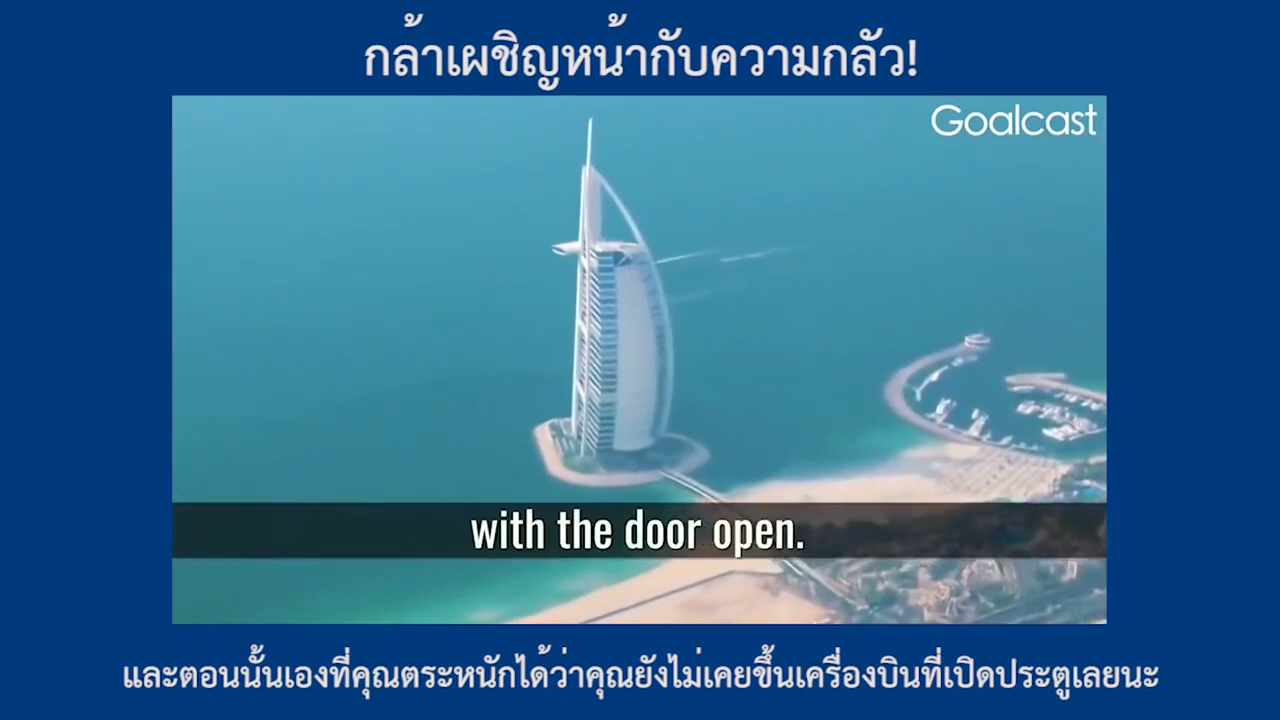 กล้าเผชิญหน้ากับความกลัว!
Goalcast
with the door open.
และตอนนั้นเองที่คุณตระหนักได้ว่าคุณยังไม่เคยขึ้นเครื่องบินที่เปิดประตูเลยนะ